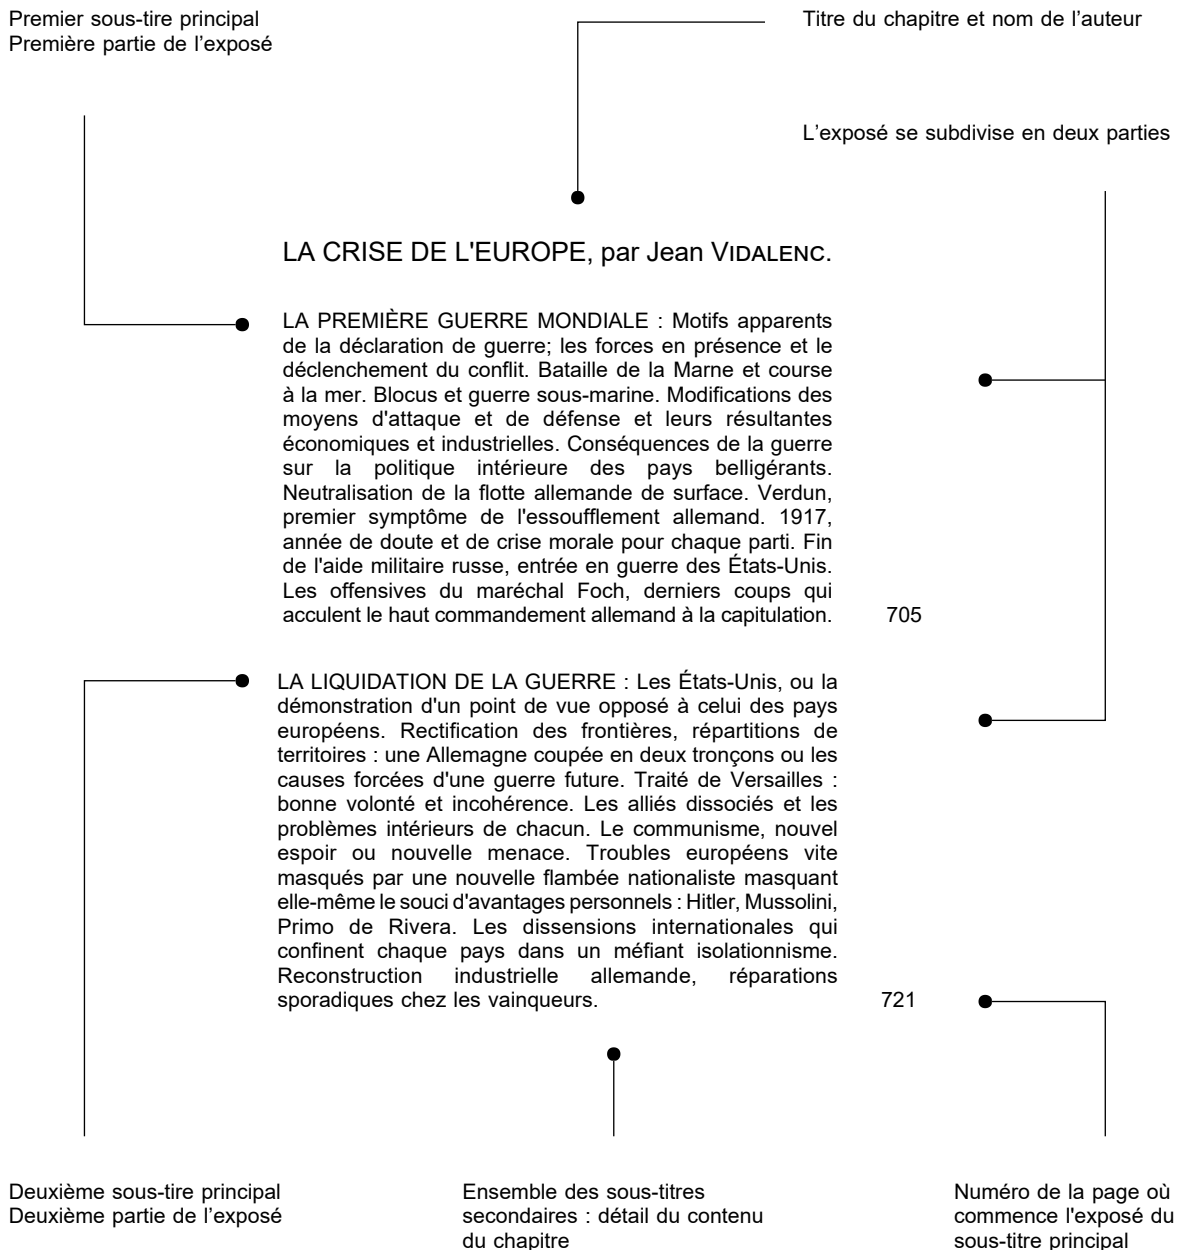 Premier sous-tire principal
Première partie de l’exposé
Titre du chapitre et nom de l’auteur
L’exposé se subdivise en deux parties
LA CRISE DE L'EUROPE, par Jean VIDALENC.
LA PREMIÈRE GUERRE MONDIALE : Motifs apparents
de la déclaration de guerre; les forces en présence et le
déclenchement du conflit. Bataille de la Marne et course
à la mer. Blocus et guerre sous-marine. Modifications des
moyens d'attaque et de défense et leurs résultantes
économiques et industrielles. Conséquences de la guerre
sur la politique intérieure des pays belligérants.
Neutralisation de la flotte allemande de surface. Verdun,
premier symptôme de l'essoufflement allemand. 1917,
année de doute et de crise morale pour chaque parti. Fin
de l'aide militaire russe, entrée en guerre des États-Unis.
Les offensives du maréchal Foch, derniers coups qui
acculent le haut commandement allemand à la capitulation. 705
LA LIQUIDATION DE LA GUERRE : Les États-Unis, ou la
démonstration d'un point de vue opposé à celui des pays
européens. Rectification des frontières, répartitions de
territoires : une Allemagne coupée en deux tronçons ou les
causes forcées d'une guerre future. Traité de Versailles :
bonne volonté et incohérence. Les alliés dissociés et les
problèmes intérieurs de chacun. Le communisme, nouvel
espoir ou nouvelle menace. Troubles européens vite
masqués par une nouvelle flambée nationaliste masquant
elle-même le souci d'avantages personnels : Hitler, Mussolini,
Primo de Rivera. Les dissensions internationales qui
confinent chaque pays dans un méfiant isolationnisme.
Reconstruction industrielle allemande, réparations
sporadiques chez les vainqueurs. 721
Deuxième sous-tire principal
Deuxième partie de l’exposé
Ensemble des sous-titres
secondaires : détail du contenu
du chapitre
Numéro de la page où
commence l'exposé du
sous-titre principal